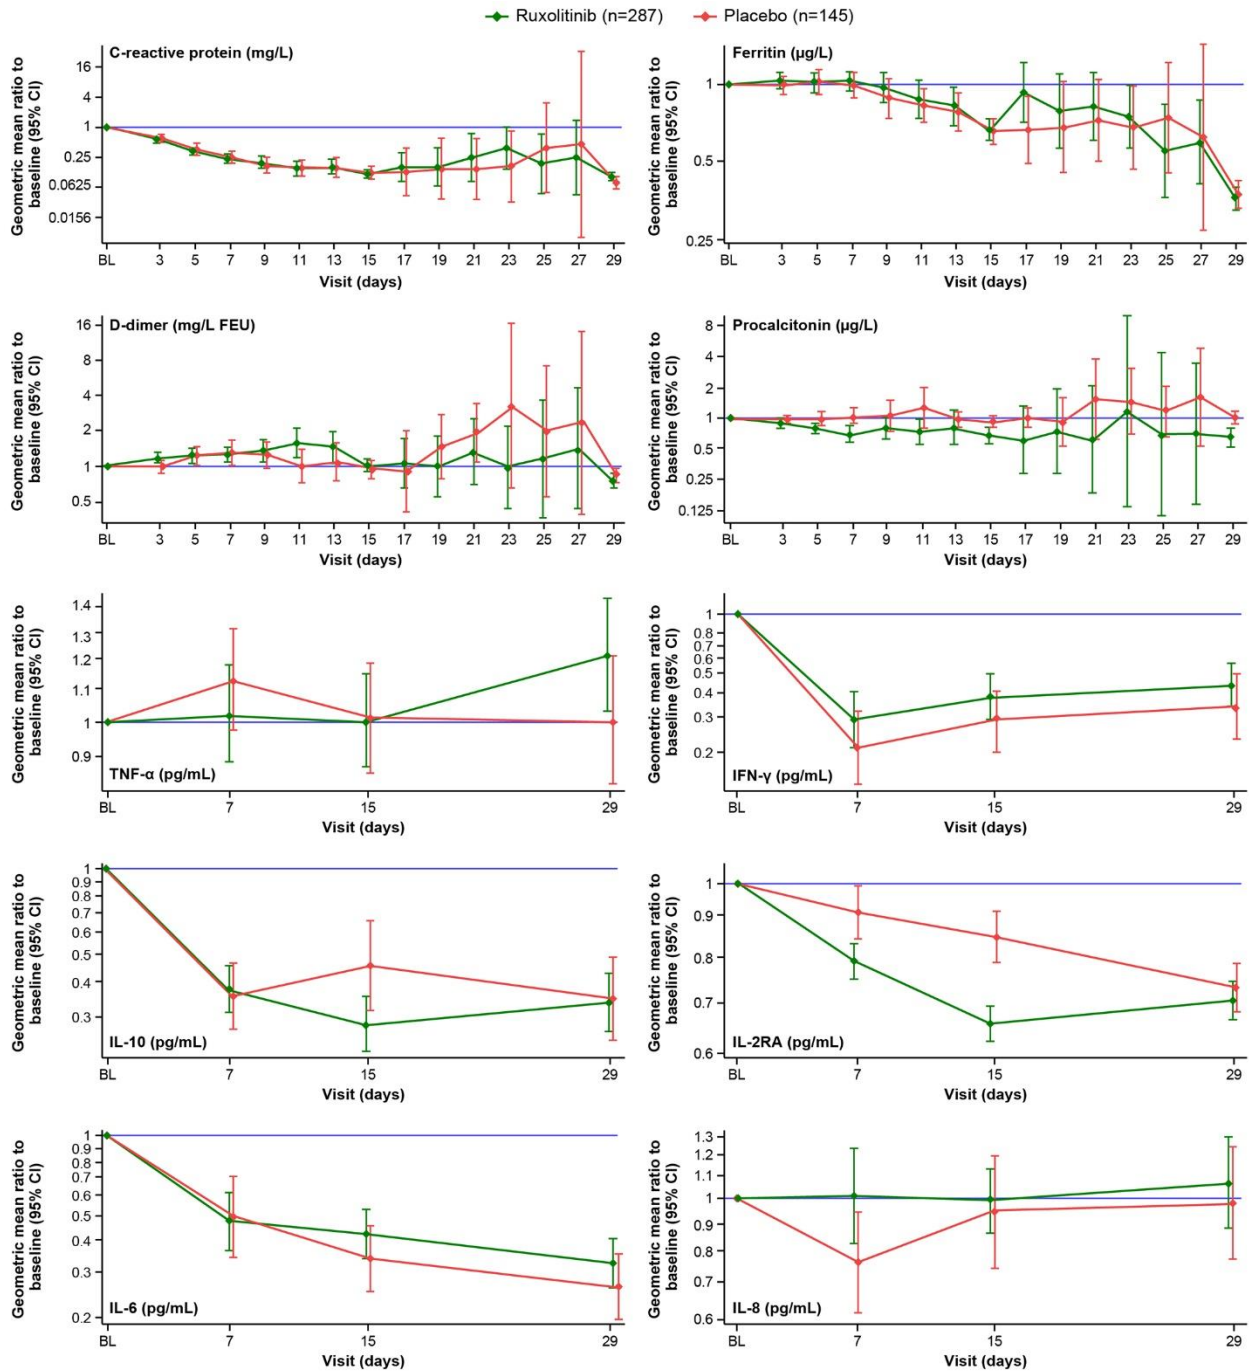 Ruxolitinib (n=287) Placebo (n=145)
C-reactive protein (mg/L)
Geometric mean ratio to
baseline (95% CI)
16
4
1
0.25
0.0625
0.0156
BL 3 5 7 9 11 13 15 17 19 21 23 25 27 29
Visit (days)
Ferritin (µg/L)
Geometric mean ratio to
baseline (95% CI)
1
0.5
0.25
BL 3 5 7 9 11 13 15 17 19 21 23 25 27 29
Visit (days)
D-dimer (mg/L FEU)
Geometric mean ratio to
baseline (95% CI)
16
8
4
2
1
0.5
BL 3 5 7 9 11 13 15 17 19 21 23 25 27 29
Visit (days)
Procalcitonin (µg/L)
Geometric mean ratio to
baseline (95% CI)
8
4
2
1
0.5
0.25
0.125
BL 3 5 7 9 11 13 15 17 19 21 23 25 27 29
Visit (days)
Geometric mean ratio to
baseline (95% CI)
1.4
1.3
1.2
1.1
1
0.9
TNF-α (pg/mL)
BL 7 15 29
Visit (days)
Geometric mean ratio to
baseline (95% CI)
1
0.8
0.7
0.6
0.5
0.4
0.3
0.2
IFN-γ (pg/mL)
BL 7 15 29
Visit (days)
Geometric mean ratio to
baseline (95% CI)
1
0.9
0.8
0.7
0.5
0.4
0.3
IL-10 (pg/mL)
BL 7 15 29
Visit (days)
Geometric mean ratio to
baseline (95% CI)
1
0.9
0.8
0.7
0.6
IL-2RA (pg/mL)
BL 7 15 29
Visit (days)
Geometric mean ratio to
baseline (95% CI)
1
0.9
0.8
0.7
0.6
0.5
0.4
0.3
0.2
IL-6 (pg/mL)
BL 7 15 29
Visit (days)
Geometric mean ratio to
baseline (95% CI)
1.3
1.2
1.1
1
0.9
0.8
0.7
0.6
IL-8 (pg/mL)
BL 7 15 29
Visit (days)